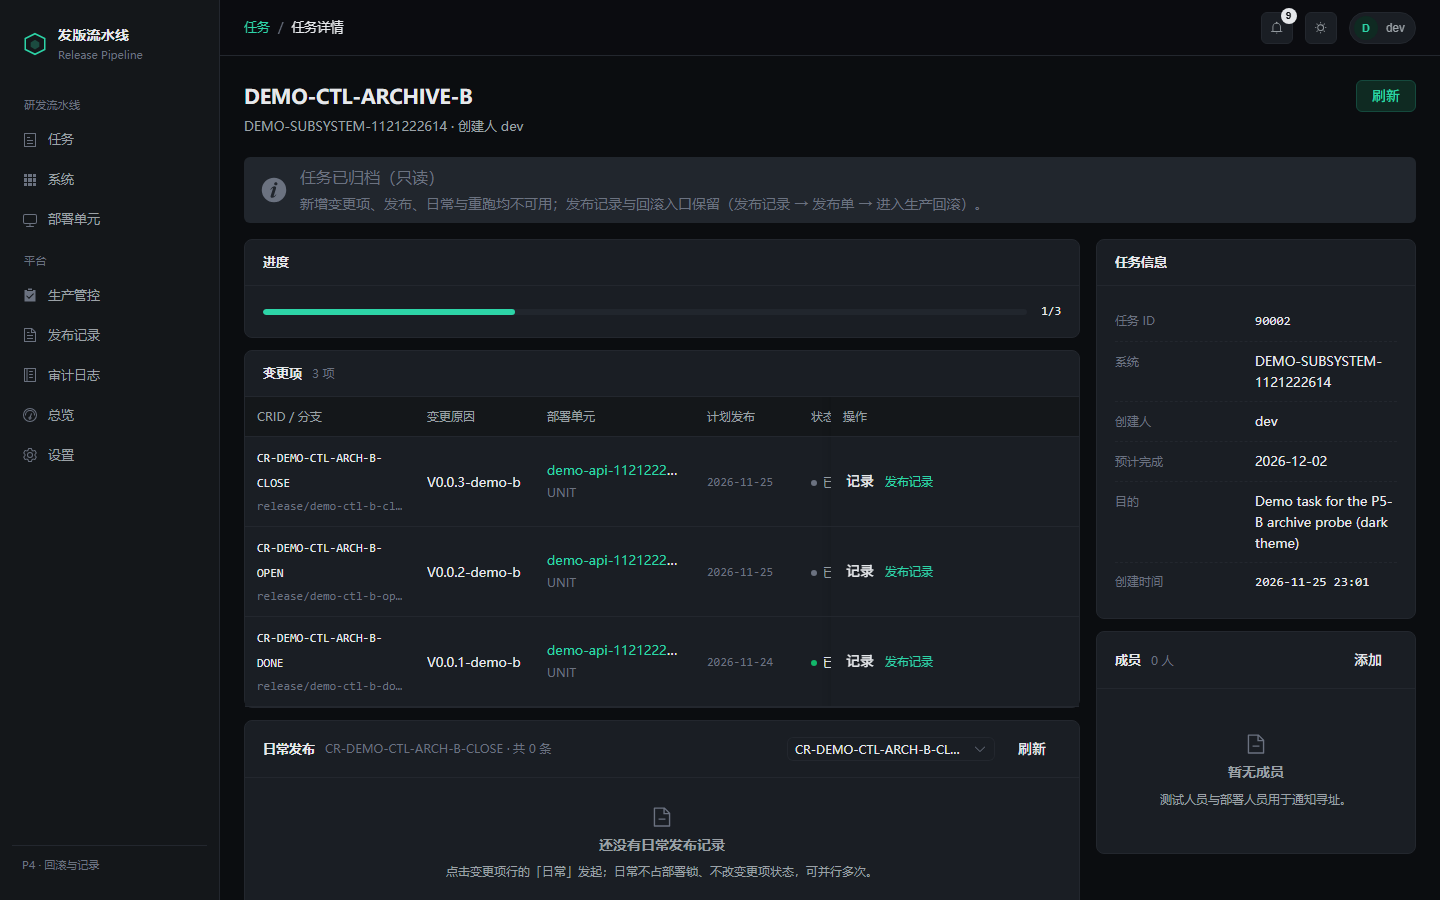 发版流水线
Release Pipeline
研发流水线
任务
系统
部署单元
平台
生产管控
发布记录
审计日志
总览
设置
P4 · 回滚与记录
任务 / 任务详情
9
D dev
DEMO-CTL-ARCHIVE-B
DEMO-SUBSYSTEM-1121222614 · 创建人 dev
刷新
任务已归档（只读）
新增变更项、发布、日常与重跑均不可用；发布记录与回滚入口保留（发布记录 → 发布单 → 进入生产回滚）。
进度
1/3
变更项 3 项
CRID / 分支 变更原因 部署单元 计划发布 状态 操作
CR-DEMO-CTL-ARCH-B-
CLOSE
release/demo-ctl-b-cl…
V0.0.3-demo-b
demo-api-1121222...
UNIT
2026-11-25
记录 发布记录
CR-DEMO-CTL-ARCH-B-
OPEN
release/demo-ctl-b-op…
V0.0.2-demo-b
demo-api-1121222...
UNIT
2026-11-25
记录 发布记录
CR-DEMO-CTL-ARCH-B-
DONE
release/demo-ctl-b-do…
V0.0.1-demo-b
demo-api-1121222...
UNIT
2026-11-24
记录 发布记录
日常发布 CR-DEMO-CTL-ARCH-B-CLOSE · 共 0 条
CR-DEMO-CTL-ARCH-B-CL...
刷新
还没有日常发布记录
点击变更项行的「日常」发起；日常不占部署锁、不改变更项状态，可并行多次。
任务信息
任务 ID 90002
系统 DEMO-SUBSYSTEM-
1121222614
创建人 dev
预计完成 2026-12-02
目的 Demo task for the P5-
B archive probe (dark
theme)
创建时间 2026-11-25 23:01
成员 0 人
添加
暂无成员
测试人员与部署人员用于通知寻址。